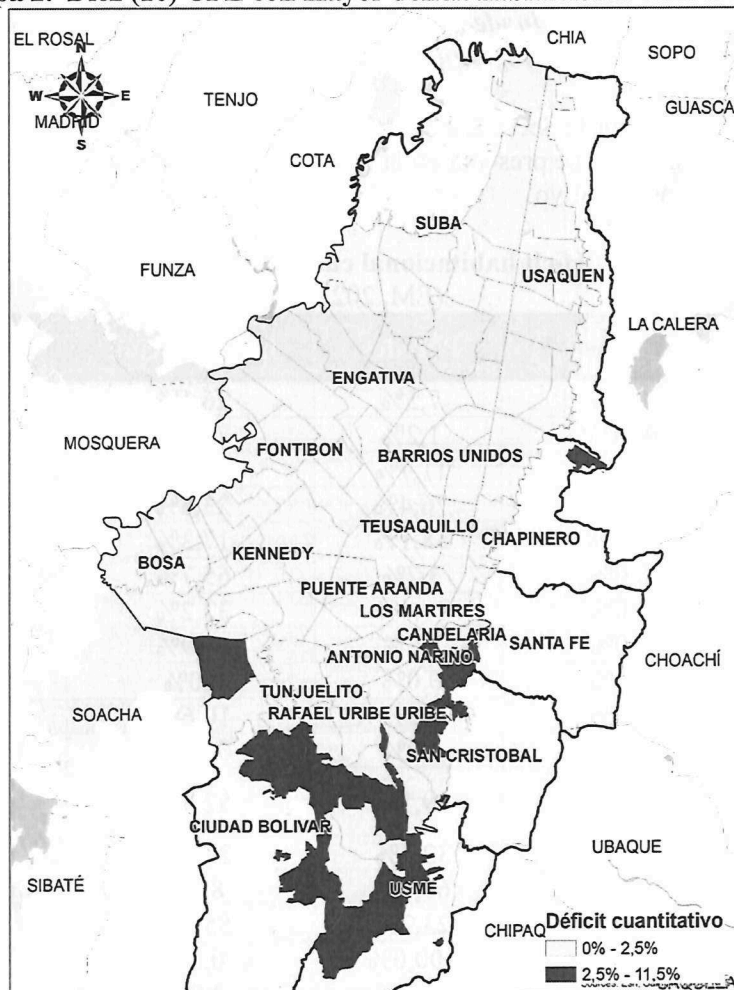 EL ROSAL
CHIA
SOPO
N
W
E
S
TENJO
GUASCA
MADRID
COTA
SUBA
FUNZA
USAQUEN
LA CALERA
ENGATIVA
MOSQUERA
FONTIBON
BARRIOS UNIDOS
TEUSAQUILLO
CHAPINERO
BOSA
KENNEDY
PUENTE ARANDA
LOS MARTIRES
CANDELARIA
SANTA FE
ANTONIO NARIÑO
CHOACHÍ
TUNJUELITO
SOACHA
RAFAEL URIBE URIBE
SAN CRISTOBAL
CIUDAD BOLIVAR
UBAQUE
SIBATÉ
USME
CHIPAQ
Déficit cuantitativo
0% - 2,5%
2,5% - 11,5%